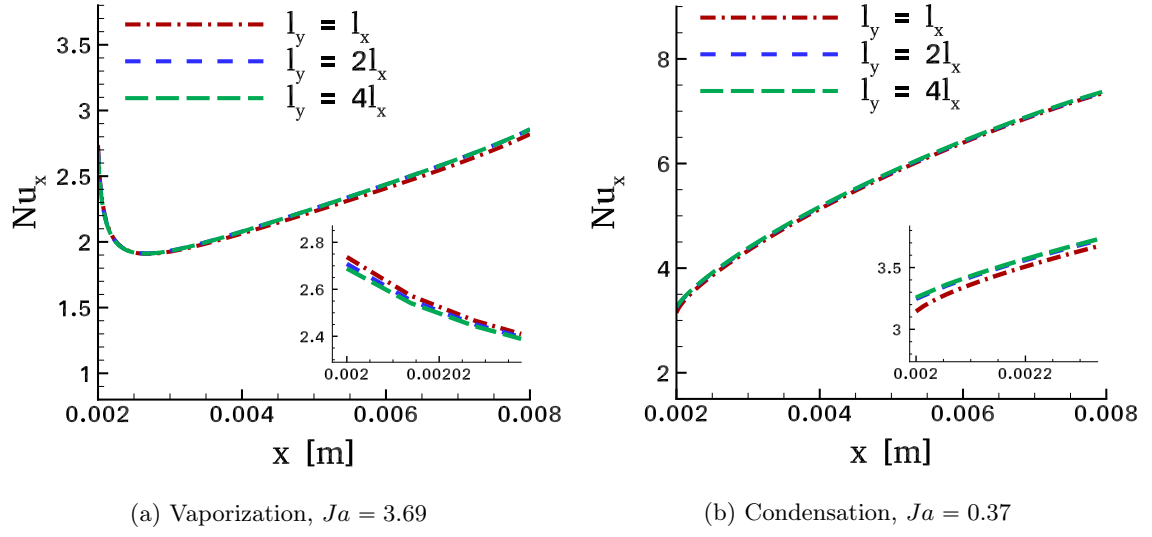 l_y = l_x
l_y = 2l_x
l_y = 4l_x
3.5
3
2.5
2
1.5
1
Nu_x
0.002
0.004
0.006
0.008
x [m]
2.8
2.6
2.4
0.002
0.00202
(a) Vaporization, Ja = 3.69
l_y = l_x
l_y = 2l_x
l_y = 4l_x
8
6
4
2
Nu_x
0.002
0.004
0.006
0.008
x [m]
3.5
3
0.002
0.0022
(b) Condensation, Ja = 0.37